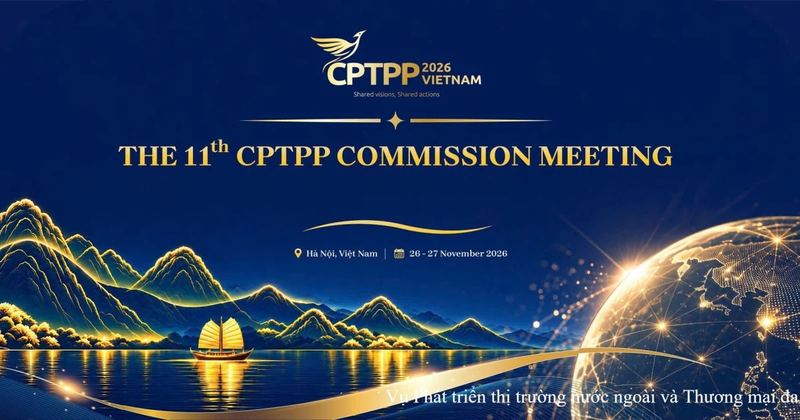 CPTPP 2026
VIETNAM
Shared visions, Shared actions
THE 11th CPTPP COMMISSION MEETING
Hà Nội, Việt Nam | 26 - 27 November 2026
Vụ Phát triển thị trường nước ngoài và Thương mại đa